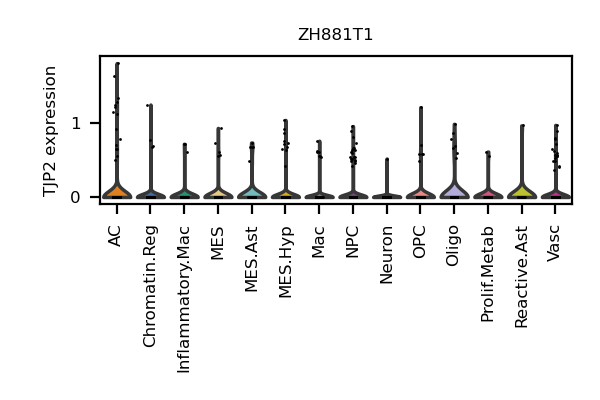 ZH881T1
TJP2 expression
1
0
AC
Chromatin.Reg
Inflammatory.Mac
MES
MES.Ast
MES.Hyp
Mac
NPC
Neuron
OPC
Oligo
Prolif.Metab
Reactive.Ast
Vasc